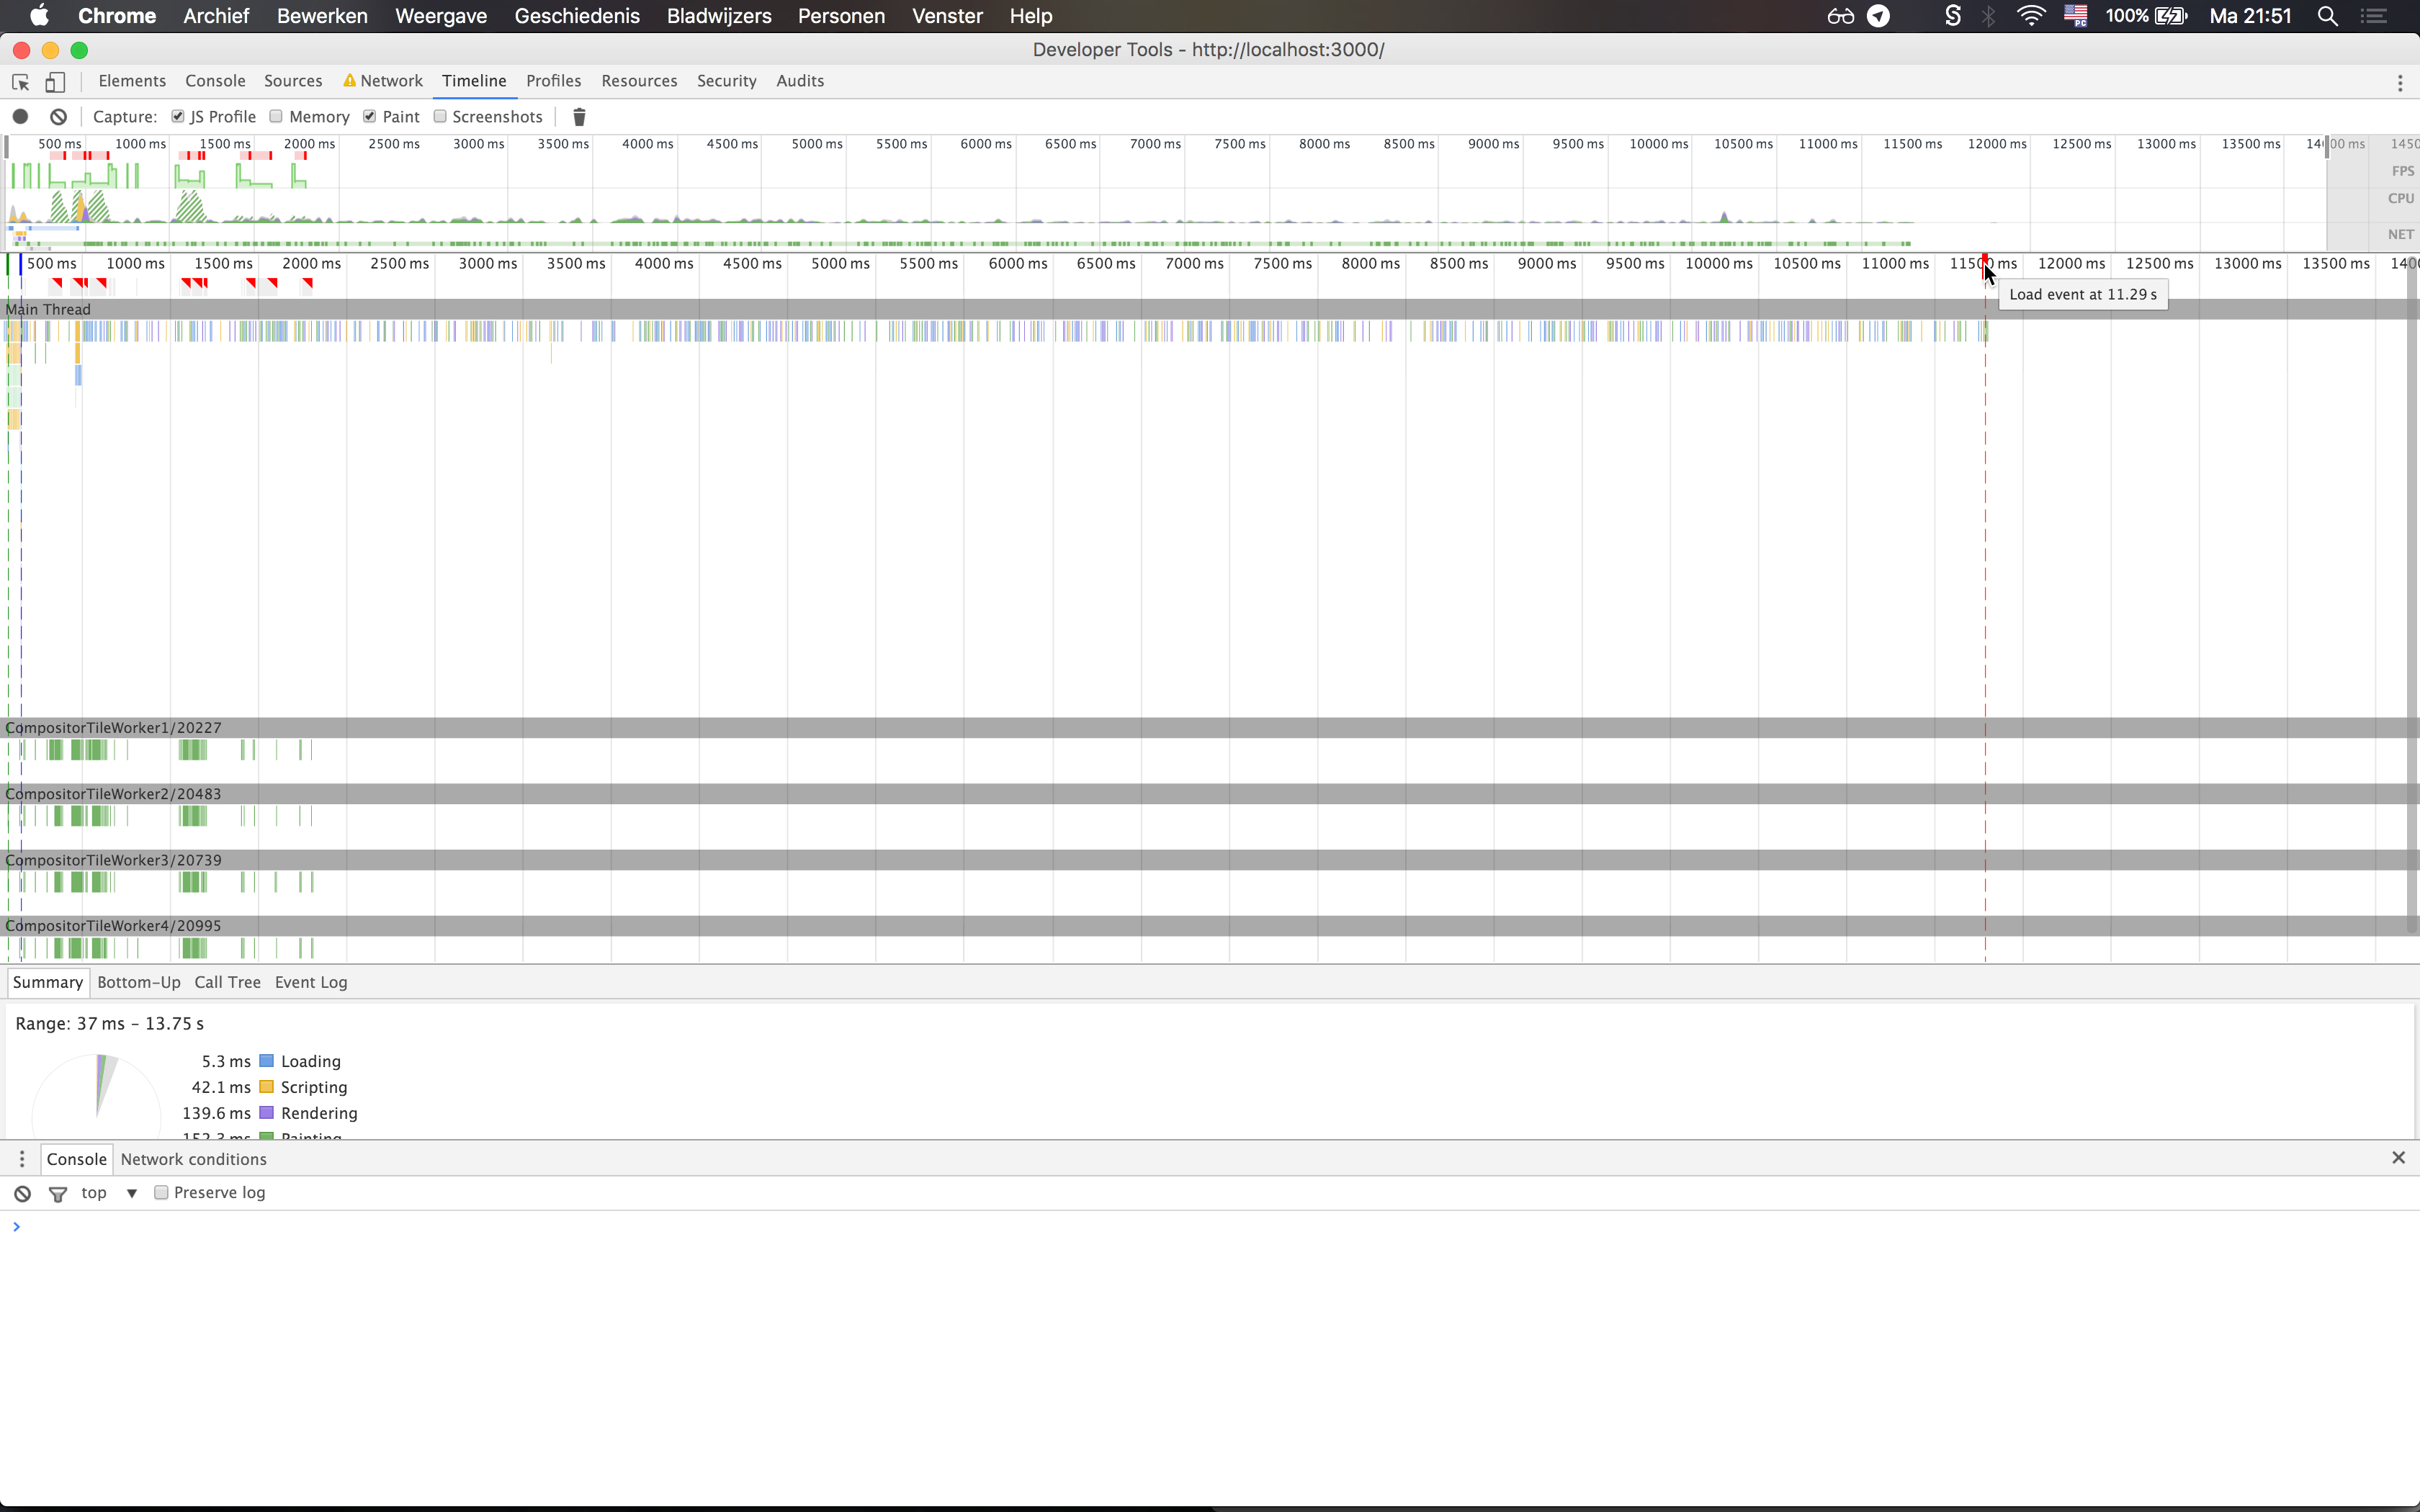 Chrome Archief Bewerken Weergave Geschiedenis Bladwijzers Personen Venster Help 100% Ma 21:51
Developer Tools - http://localhost:3000/
Elements Console Sources Network Timeline Profiles Resources Security Audits
Capture: JS Profile Memory Paint Screenshots
500 ms 1000 ms 1500 ms 2000 ms 2500 ms 3000 ms 3500 ms 4000 ms 4500 ms 5000 ms 5500 ms 6000 ms 6500 ms 7000 ms 7500 ms 8000 ms 8500 ms 9000 ms 9500 ms 10000 ms 10500 ms 11000 ms 11500 ms 12000 ms 12500 ms 13000 ms 13500 ms
FPS
CPU
NET
500 ms 1000 ms 1500 ms 2000 ms 2500 ms 3000 ms 3500 ms 4000 ms 4500 ms 5000 ms 5500 ms 6000 ms 6500 ms 7000 ms 7500 ms 8000 ms 8500 ms 9000 ms 9500 ms 10000 ms 10500 ms 11000 ms 11500 ms 12000 ms 12500 ms 13000 ms 13500 ms
Load event at 11.29 s
Main Thread
CompositorTileWorker1/20227
CompositorTileWorker2/20483
CompositorTileWorker3/20739
CompositorTileWorker4/20995
Summary Bottom-Up Call Tree Event Log
Range: 37 ms – 13.75 s
5.3 ms Loading
42.1 ms Scripting
139.6 ms Rendering
152.3 ms Painting
Console Network conditions
top Preserve log